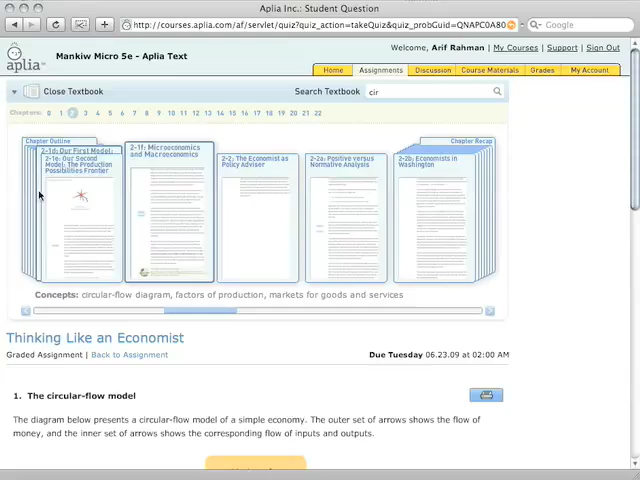 Aplia Inc.: Student Question
http://courses.aplia.com/af/servlet/quiz?quiz_action=takeQuiz&quiz_probGuid=QNAPC0A80
Google
aplia
Mankiw Micro 5e - Aplia Text
Welcome, Arif Rahman | My Courses | Support | Sign Out
Home Assignments Discussion Course Materials Grades My Account
Close Textbook
Search Textbook cir
Chapters: 0 1 2 3 4 5 6 7 8 9 10 11 12 13 14 15 16 17 18 19 20 21 22
Chapter Outline
2-1d: Our First Model:
2-1e: Our Second Model: The Production Possibilities Frontier
2-1f: Microeconomics and Macroeconomics
2-2: The Economist as Policy Adviser
2-2a: Positive versus Normative Analysis
2-2b: Economists in Washington
Chapter Recap
Concepts: circular-flow diagram, factors of production, markets for goods and services
Thinking Like an Economist
Graded Assignment | Back to Assignment
Due Tuesday 06.23.09 at 02:00 AM
1. The circular-flow model
The diagram below presents a circular-flow model of a simple economy. The outer set of arrows shows the flow of
money, and the inner set of arrows shows the corresponding flow of inputs and outputs.